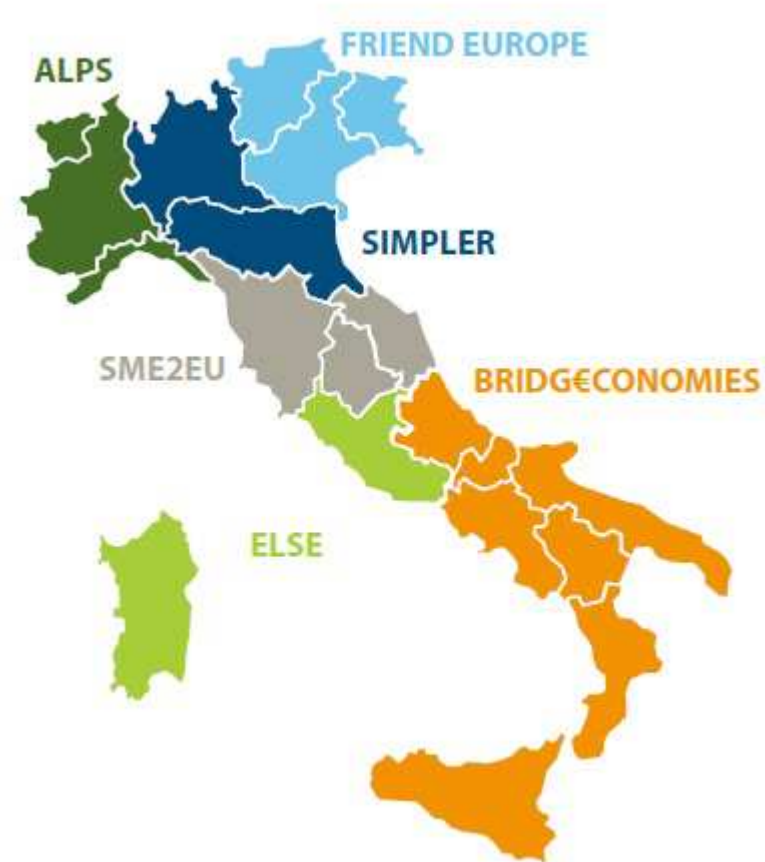 FRIEND EUROPE
ALPS
SIMPLER
SME2EU
BRIDG€CONOMIES
ELSE